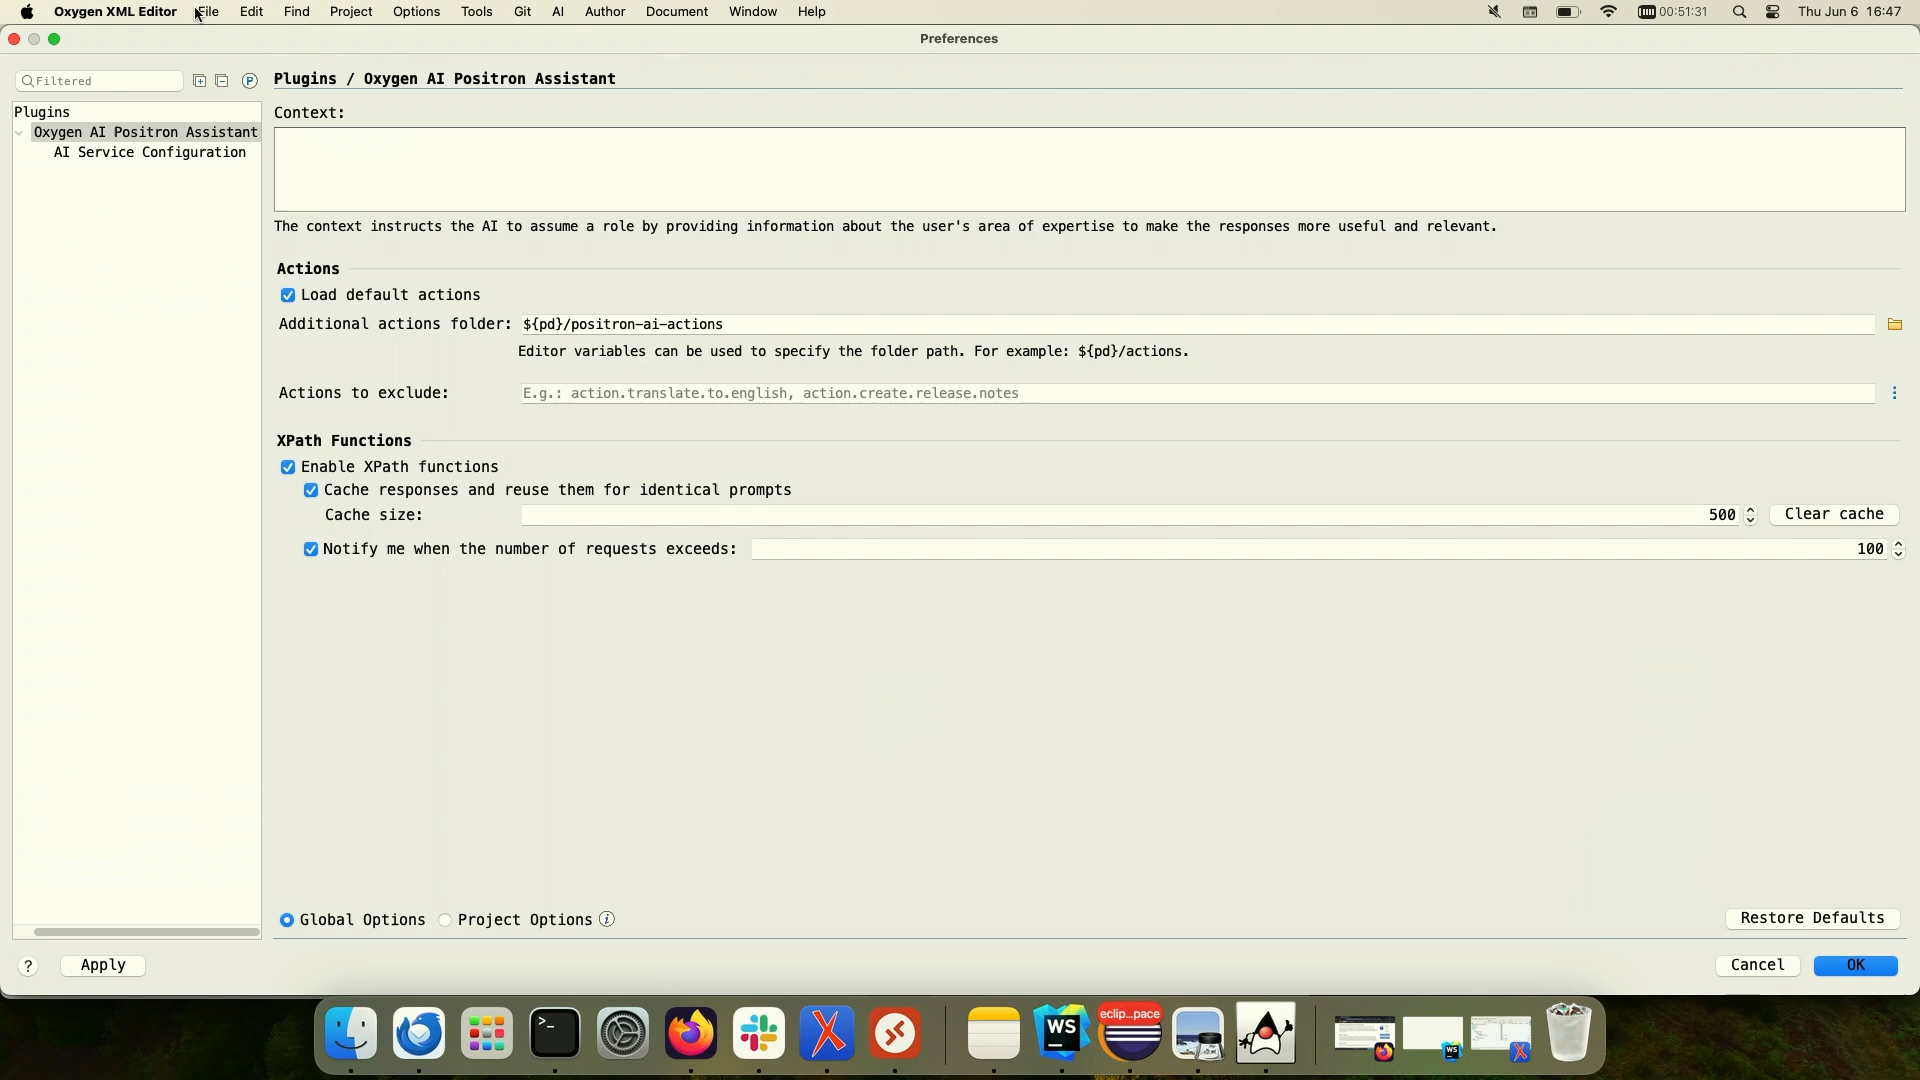 Oxygen XML Editor File Edit Find Project Options Tools Git AI Author Document Window Help 00:51:31 Thu Jun 6 16:47
Preferences
Filtered
Plugins / Oxygen AI Positron Assistant
Plugins
Oxygen AI Positron Assistant
AI Service Configuration
Context:
The context instructs the AI to assume a role by providing information about the user's area of expertise to make the responses more useful and relevant.
Actions
Load default actions
Additional actions folder: ${pd}/positron-ai-actions
Editor variables can be used to specify the folder path. For example: ${pd}/actions.
Actions to exclude: E.g.: action.translate.to.english, action.create.release.notes
XPath Functions
Enable XPath functions
Cache responses and reuse them for identical prompts
Cache size: 500 Clear cache
Notify me when the number of requests exceeds: 100
Global Options Project Options
Restore Defaults
? Apply Cancel OK
eclip...pace
WS